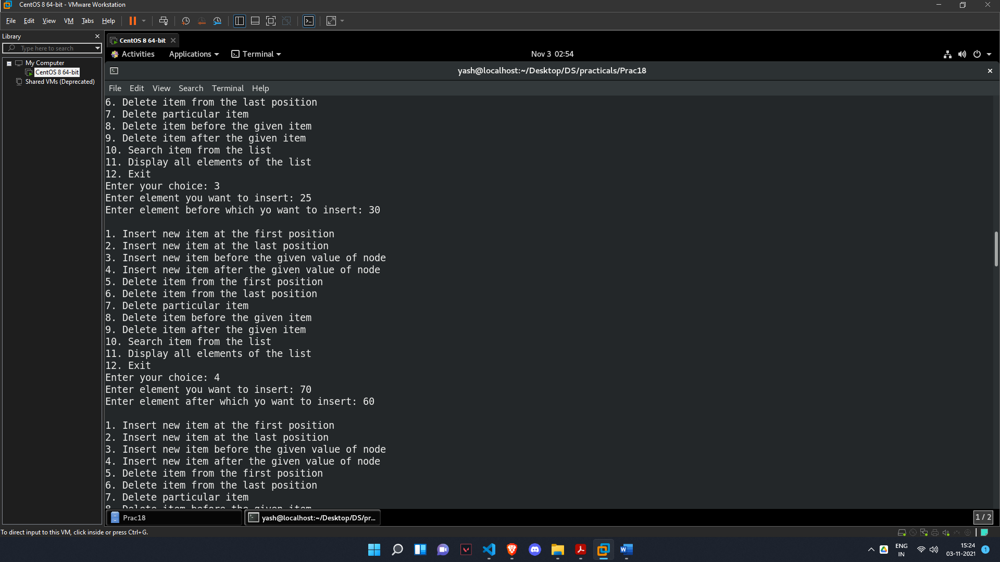 CentOS 8 64-bit - VMware Workstation
File Edit View VM Tabs Help
Library
Type here to search
My Computer
CentOS 8 64-bit
Shared VMs (Deprecated)
CentOS 8 64-bit
Activities Applications Terminal Nov 3 02:54
yash@localhost:~/Desktop/DS/practicals/Prac18
File Edit View Search Terminal Help
6. Delete item from the last position
7. Delete particular item
8. Delete item before the given item
9. Delete item after the given item
10. Search item from the list
11. Display all elements of the list
12. Exit
Enter your choice: 3
Enter element you want to insert: 25
Enter element before which yo want to insert: 30
1. Insert new item at the first position
2. Insert new item at the last position
3. Insert new item before the given value of node
4. Insert new item after the given value of node
5. Delete item from the first position
6. Delete item from the last position
7. Delete particular item
8. Delete item before the given item
9. Delete item after the given item
10. Search item from the list
11. Display all elements of the list
12. Exit
Enter your choice: 4
Enter element you want to insert: 70
Enter element after which yo want to insert: 60
1. Insert new item at the first position
2. Insert new item at the last position
3. Insert new item before the given value of node
4. Insert new item after the given value of node
5. Delete item from the first position
6. Delete item from the last position
7. Delete particular item
8. Delete item before the given item
Prac18
yash@localhost:~/Desktop/DS/pr...
1 / 2
To direct input to this VM, click inside or press Ctrl+G.
ENG
IN
15:24
03-11-2021
1